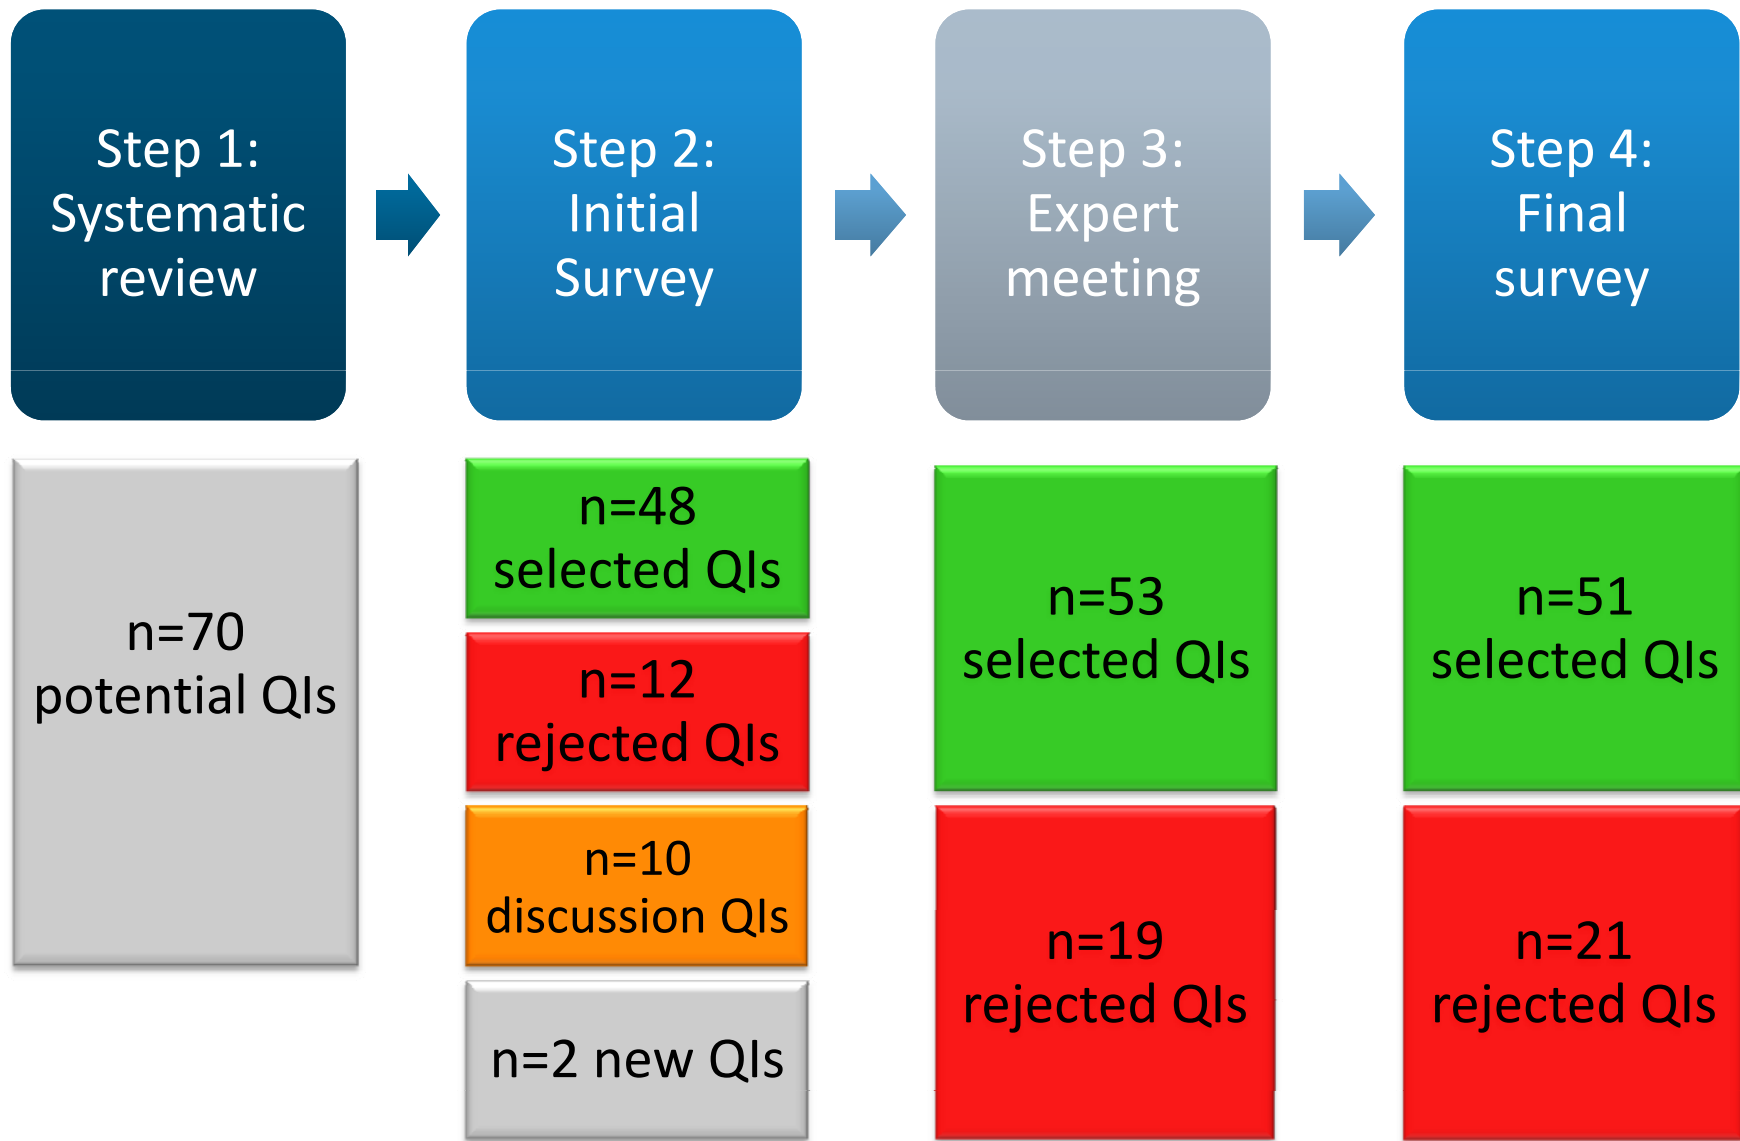 Step 1:
Systematic
review
Step 2:
Initial
Survey
Step 3:
Expert
meeting
Step 4:
Final
survey
n=70
potential QIs
n=48
selected QIs
n=12
rejected QIs
n=10
discussion QIs
n=2 new QIs
n=53
selected QIs
n=19
rejected QIs
n=51
selected QIs
n=21
rejected QIs